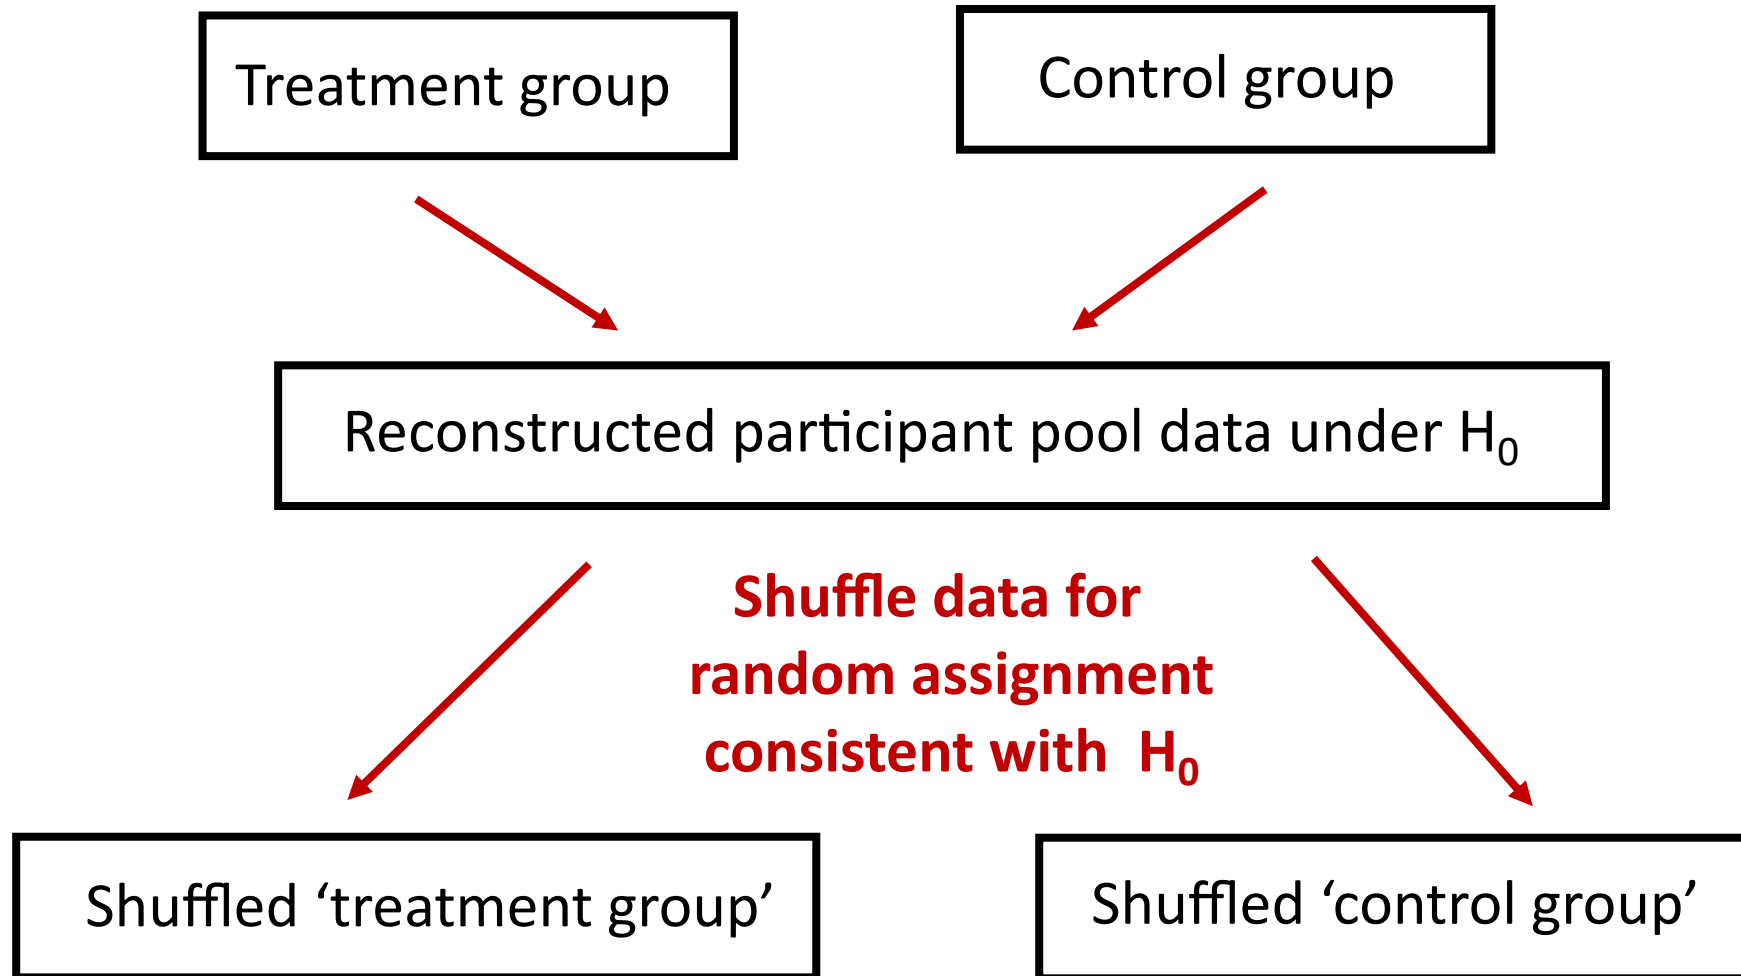 Treatment group
Control group
Reconstructed participant pool data under H₀
Shuffle data for
random assignment
consistent with H₀
Shuffled ‘treatment group’
Shuffled ‘control group’